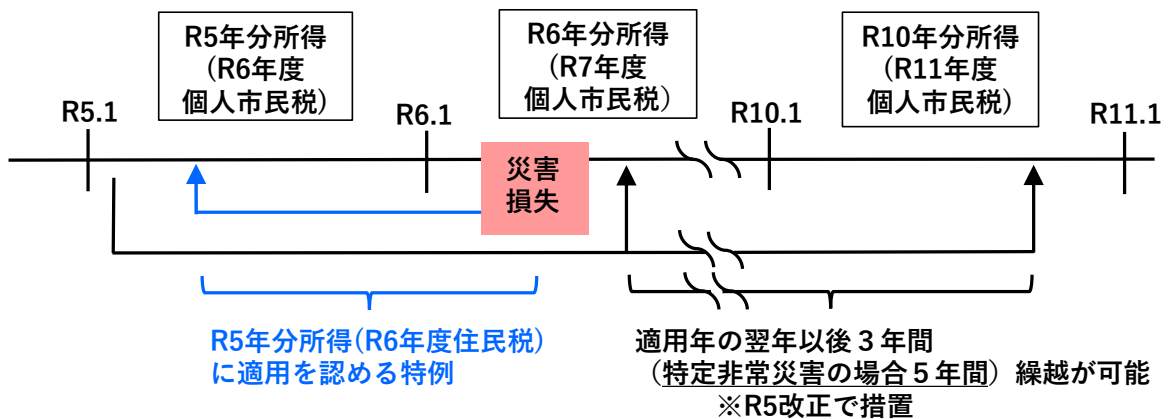 R5年分所得
(R6年度
個人市民税)
R6年分所得
(R7年度
個人市民税)
R10年分所得
(R11年度
個人市民税)
R5.1
R6.1
R10.1
R11.1
災害
損失
R5年分所得(R6年度住民税)
に適用を認める特例
適用年の翌年以後３年間
（特定非常災害の場合５年間）繰越が可能
※R5改正で措置